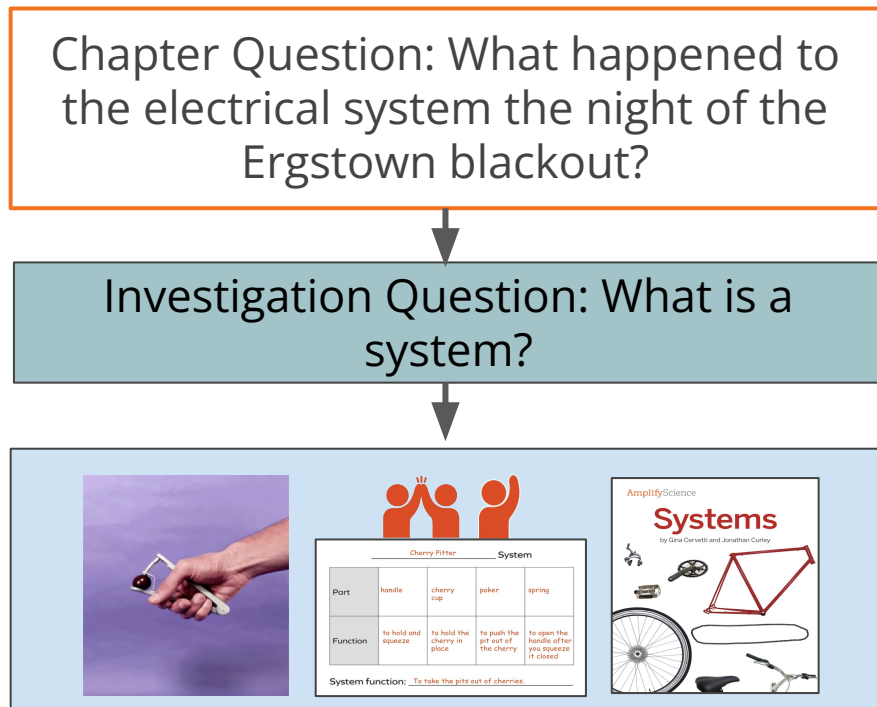 Chapter Question: What happened to
the electrical system the night of the
Ergstown blackout?
Investigation Question: What is a
system?
Cherry Pitter System
Part
handle
cherry
cup
poker
spring
Function
to hold and
squeeze
to hold the
cherry in
place
to push the
pit out of
the cherry
to open the
handle after
you squeeze
it closed
System function: To take the pits out of cherries.
AmplifyScience
Systems
by Gina Cervetti and Jonathan Curley